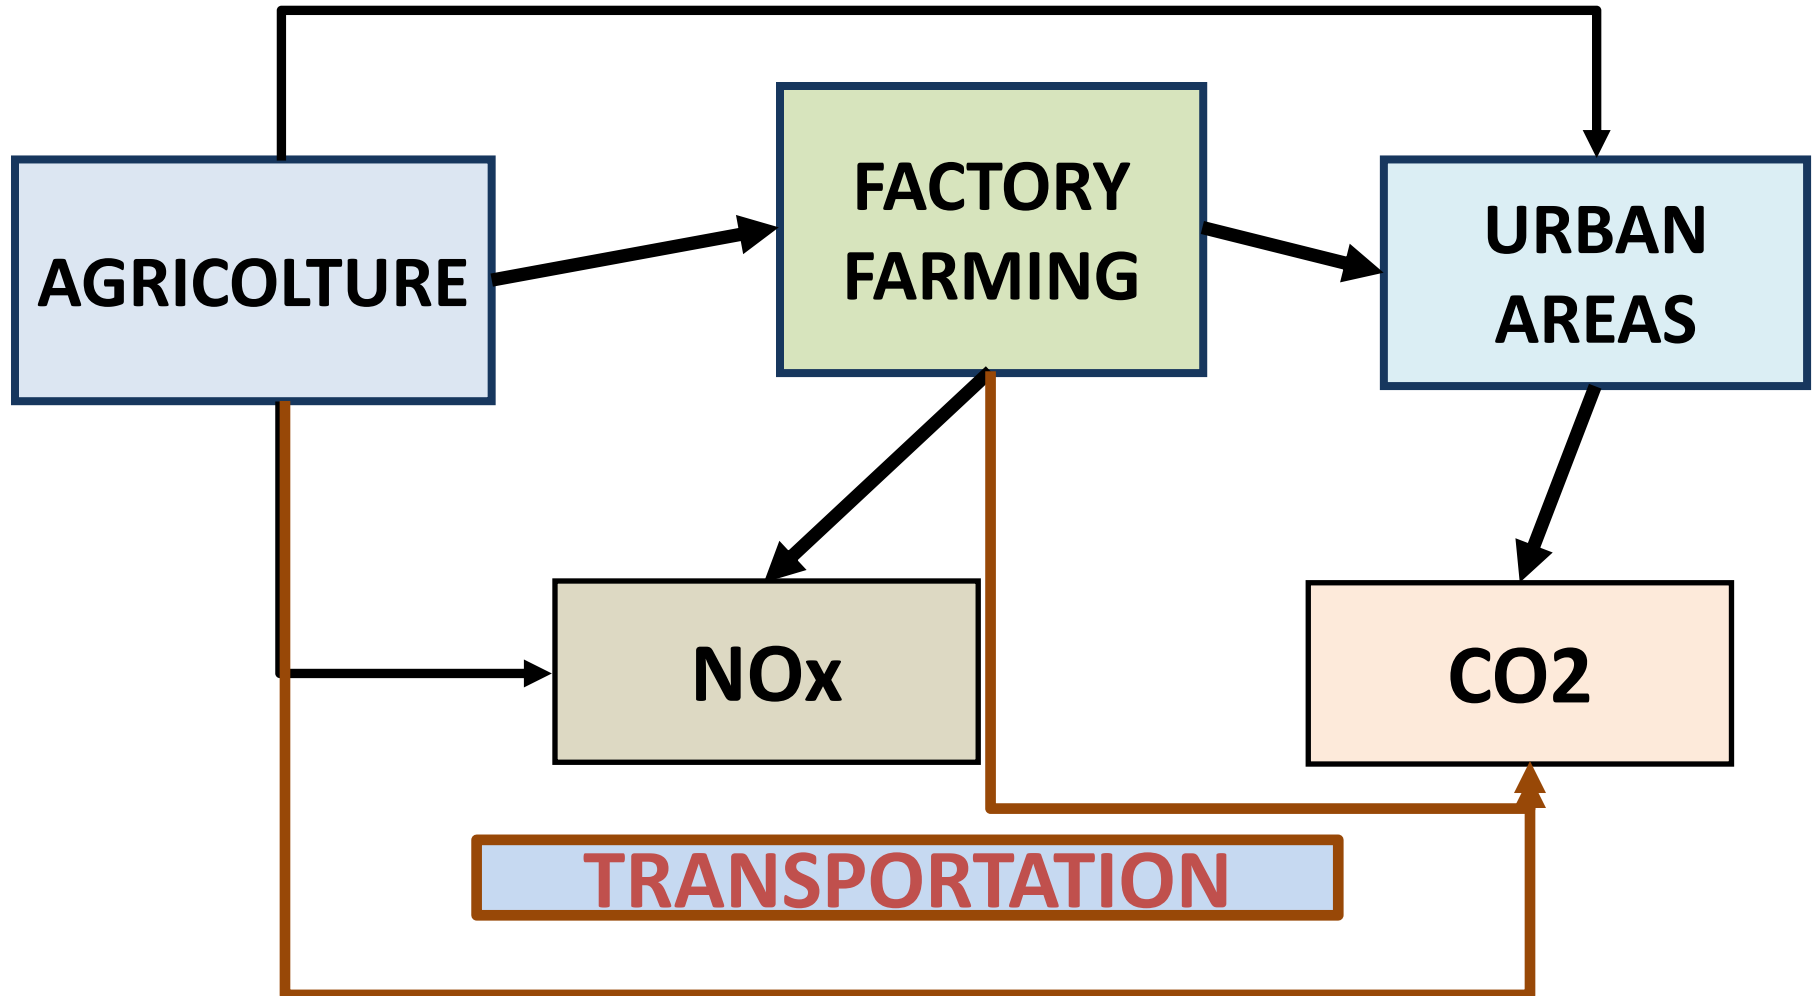 AGRICOLTURE
FACTORY
FARMING
URBAN
AREAS
NOx
CO2
TRANSPORTATION